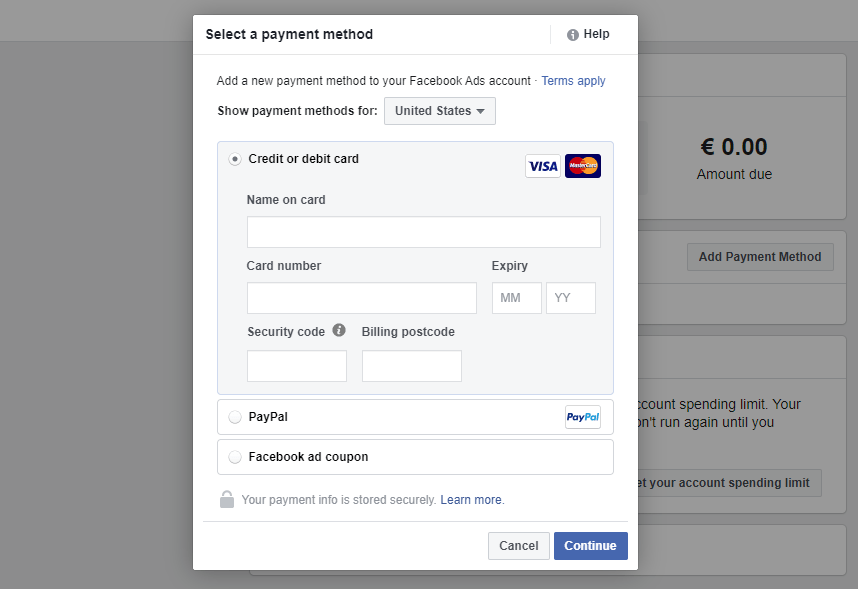 Select a payment method
Help
Add a new payment method to your Facebook Ads account · Terms apply
Show payment methods for: United States
Credit or debit card
VISA MasterCard
Name on card
Card number Expiry
MM YY
Security code Billing postcode
PayPal PayPal
Facebook ad coupon
Your payment info is stored securely. Learn more.
Cancel Continue
€ 0.00
Amount due
Add Payment Method
account spending limit. Your
on't run again until you
et your account spending limit